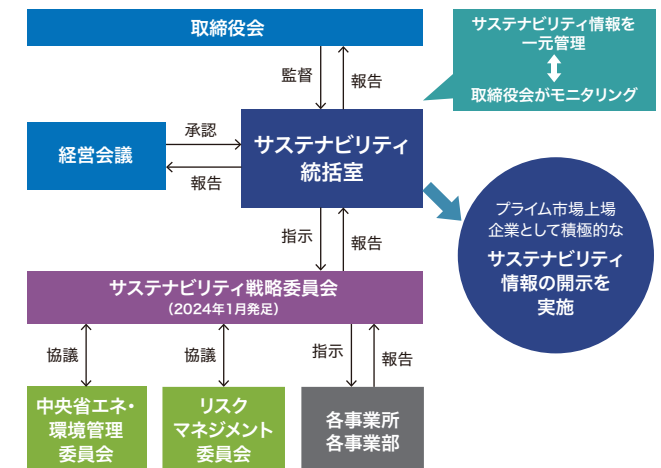 取締役会
サステナビリティ情報を
一元管理
取締役会がモニタリング
監督
報告
経営会議
承認
報告
サステナビリティ
統括室
プライム市場上場
企業として積極的な
サステナビリティ
情報の開示を
実施
指示
報告
サステナビリティ戦略委員会
（2024年1月発足）
協議
協議
指示
報告
中央省エネ・
環境管理
委員会
リスク
マネジメント
委員会
各事業所
各事業部